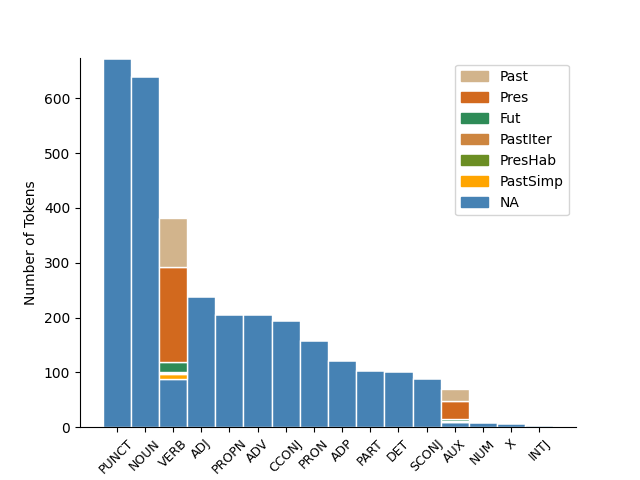 Number of Tokens
600
500
400
300
200
100
0
Past
Pres
Fut
PastIter
PresHab
PastSimp
NA
PUNCT
NOUN
VERB
ADJ
PROPN
ADV
CCONJ
PRON
ADP
PART
DET
SCONJ
AUX
NUM
X
INTJ